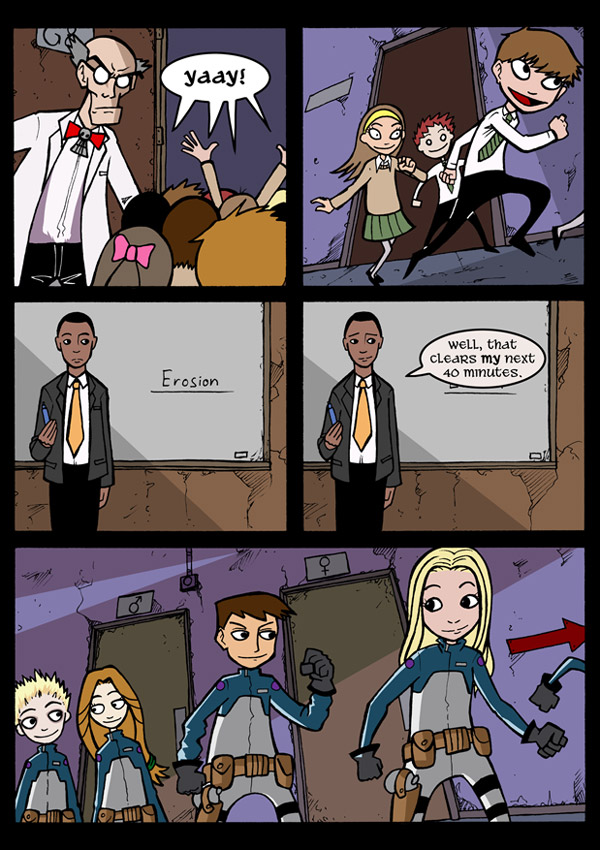 yaay!
Erosion
well, that
clears my next
40 minutes.
♂
♀